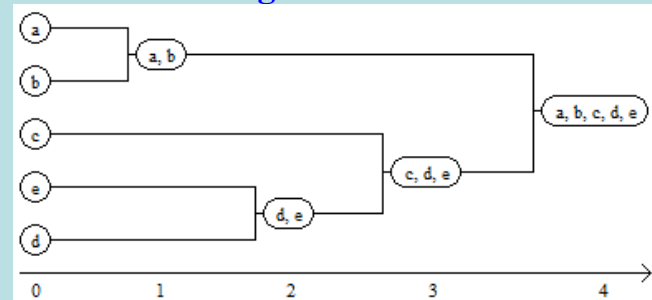 a
a, b
b
a, b, c, d, e
c
c, d, e
e
d, e
d
0 1 2 3 4